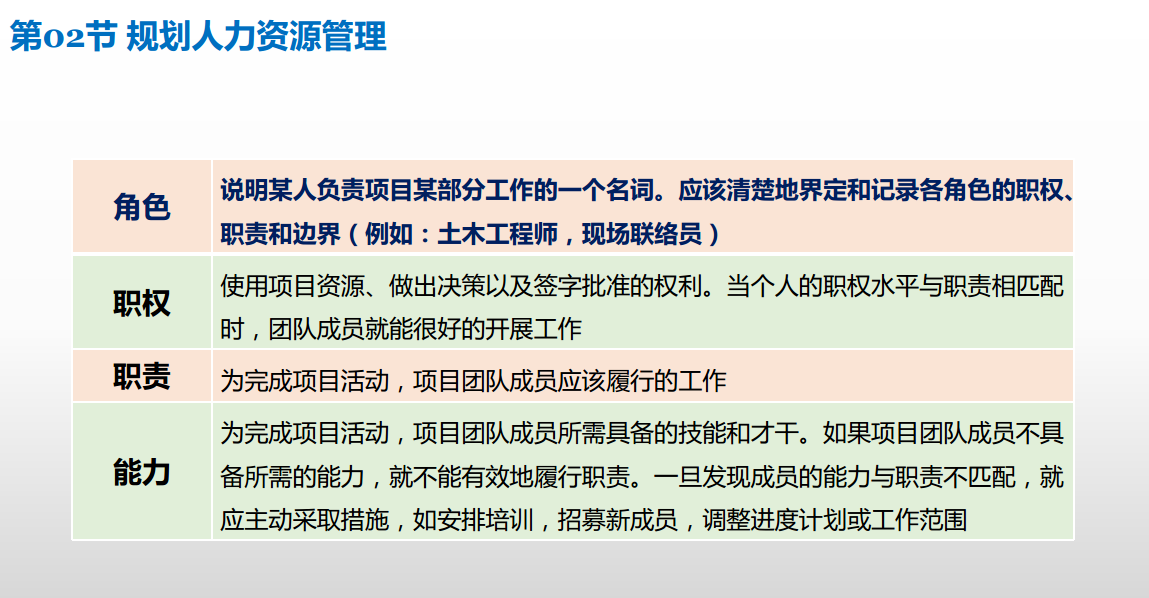 第02节 规划人力资源管理
角色
说明某人负责项目某部分工作的一个名词。应该清楚地界定和记录各角色的职权、
职责和边界（例如：土木工程师，现场联络员）
职权
使用项目资源、做出决策以及签字批准的权利。当个人的职权水平与职责相匹配
时，团队成员就能很好的开展工作
职责
为完成项目活动，项目团队成员应该履行的工作
能力
为完成项目活动，项目团队成员所需具备的技能和才干。如果项目团队成员不具
备所需的能力，就不能有效地履行职责。一旦发现成员的能力与职责不匹配，就
应主动采取措施，如安排培训，招募新成员，调整进度计划或工作范围